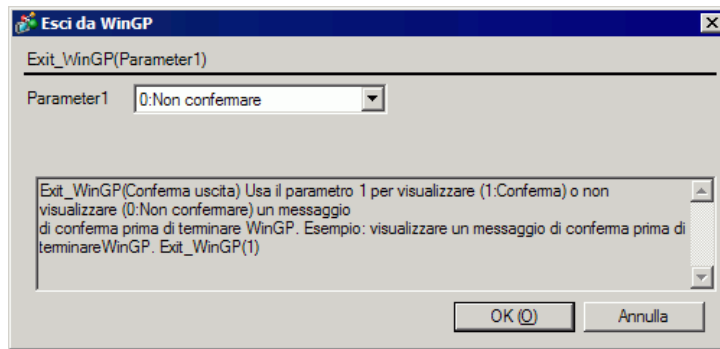 Esci da WinGP
Exit_WinGP(Parameter1)
Parameter1 0:Non confermare
Exit_WinGP(Conferma uscita) Usa il parametro 1 per visualizzare (1:Conferma) o non
visualizzare (0:Non confermare) un messaggio
di conferma prima di terminare WinGP. Esempio: visualizzare un messaggio di conferma prima di
terminareWinGP. Exit_WinGP(1)
OK (O) Annulla